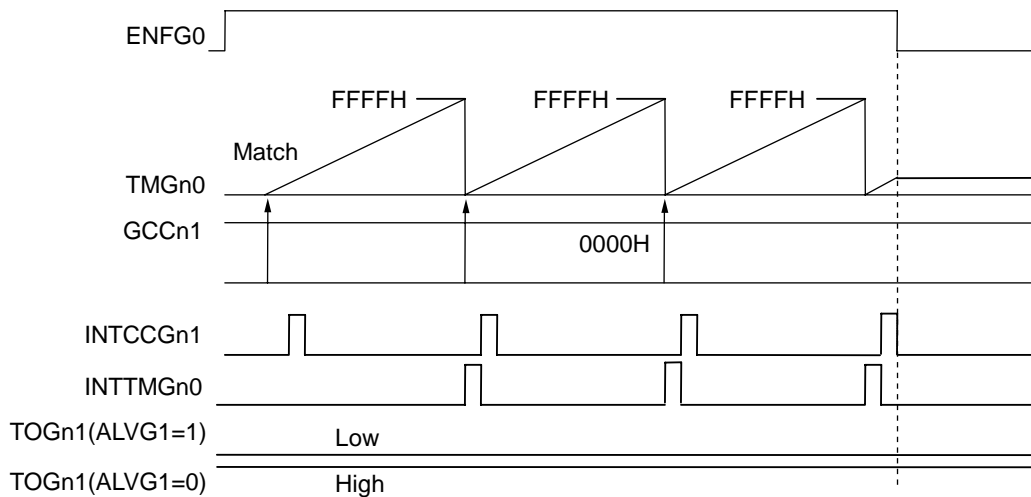 ENFG0
FFFFH FFFFH FFFFH
Match
TMGn0
GCCn1
0000H
INTCCGn1
INTTMGn0
TOGn1(ALVG1=1) Low
TOGn1(ALVG1=0) High